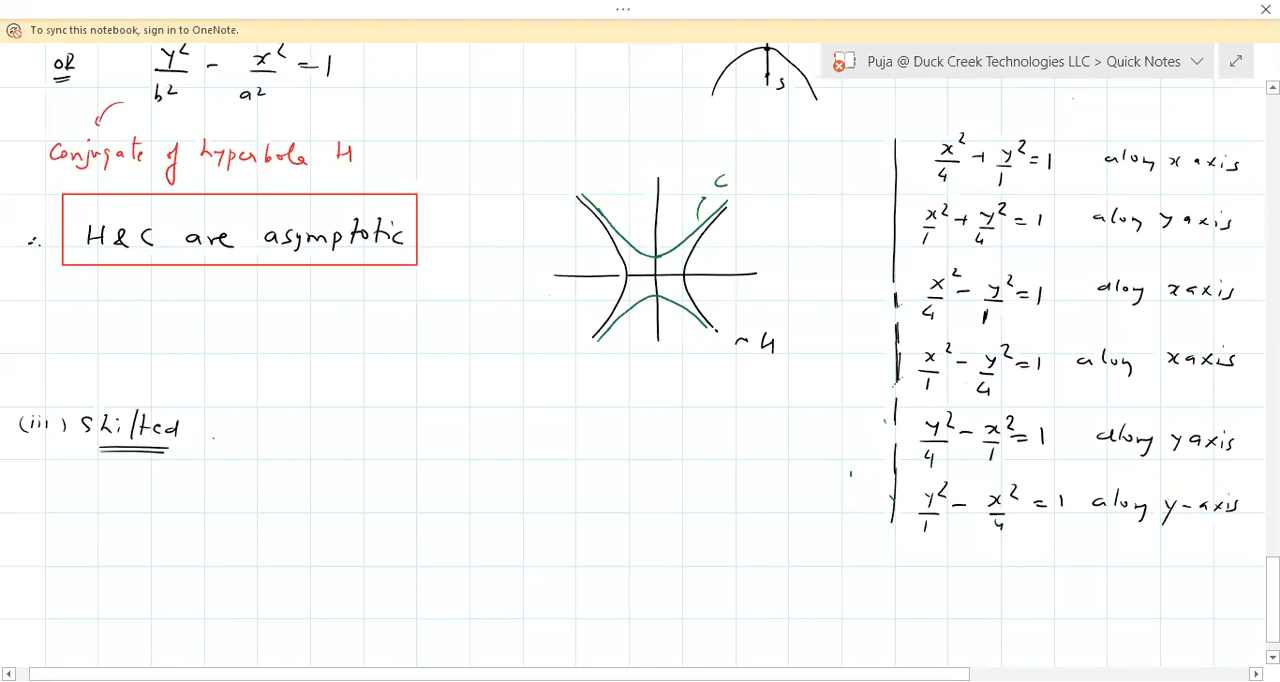 To sync this notebook, sign in to OneNote.
Puja @ Duck Creek Technologies LLC > Quick Notes
OR y²/b² - x²/a² = 1
S
Conjugate of hyperbola H
∴ H & C are asymptotic
C
~ H
(iii) Shifted
x²/4 + y²/1 = 1 along x axis
x²/1 + y²/4 = 1 along y axis
x²/4 - y²/1 = 1 along x axis
x²/1 - y²/4 = 1 along x axis
y²/4 - x²/1 = 1 along y axis
y²/1 - x²/4 = 1 along y-axis